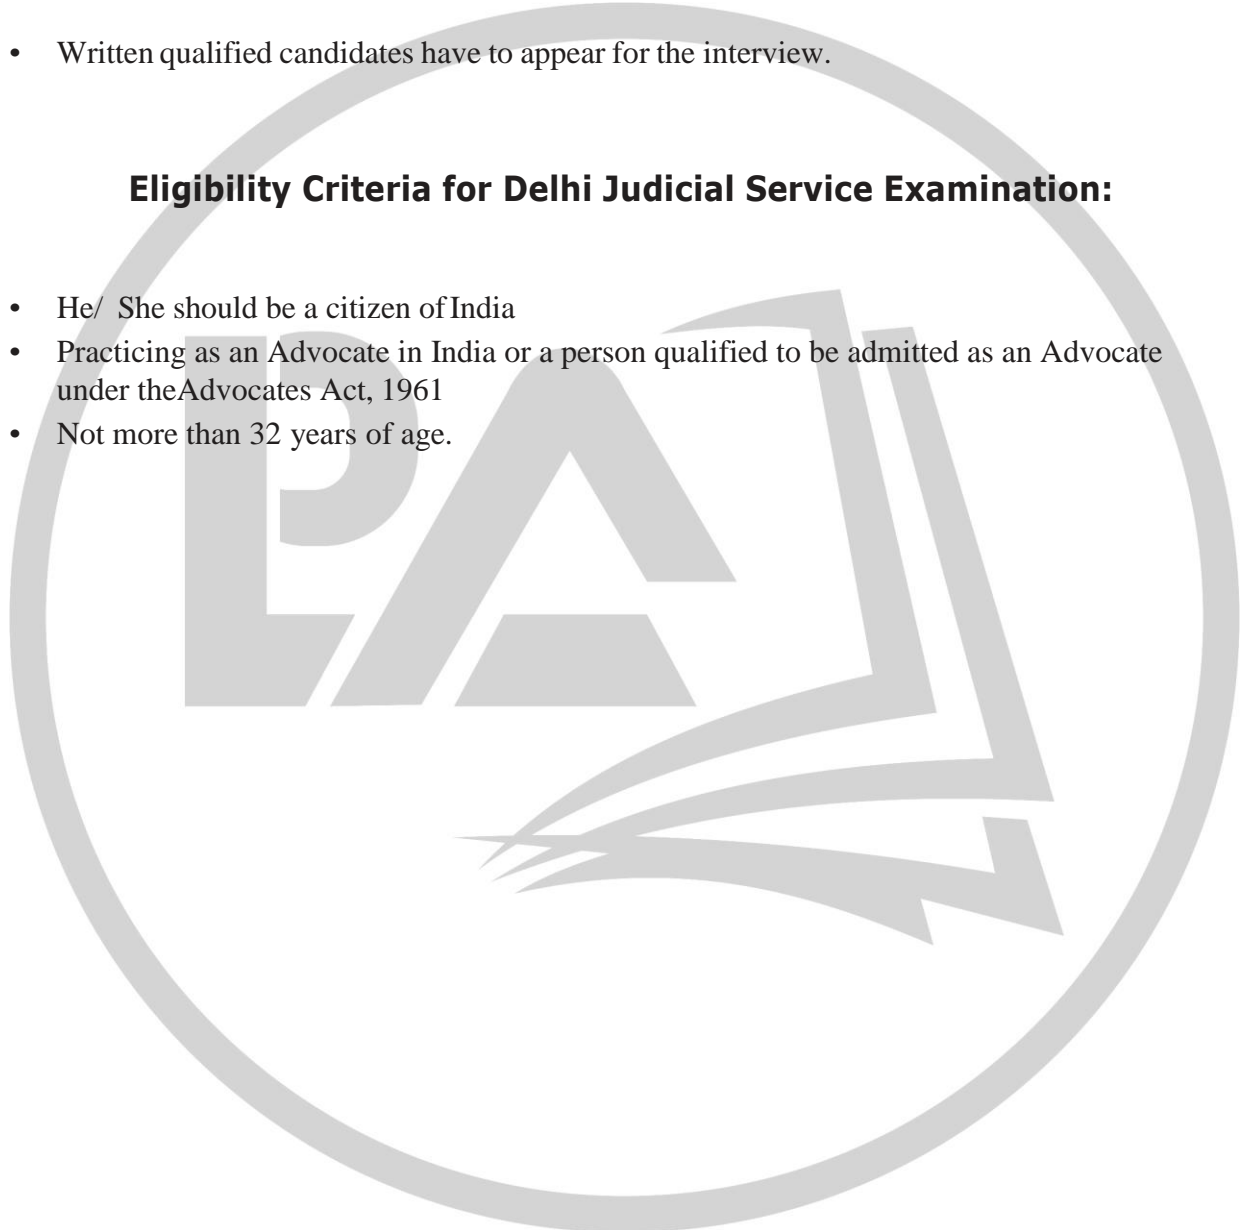 • Written qualified candidates have to appear for the interview.
Eligibility Criteria for Delhi Judicial Service Examination:
• He/ She should be a citizen of India
• Practicing as an Advocate in India or a person qualified to be admitted as an Advocate
under theAdvocates Act, 1961
• Not more than 32 years of age.
PA